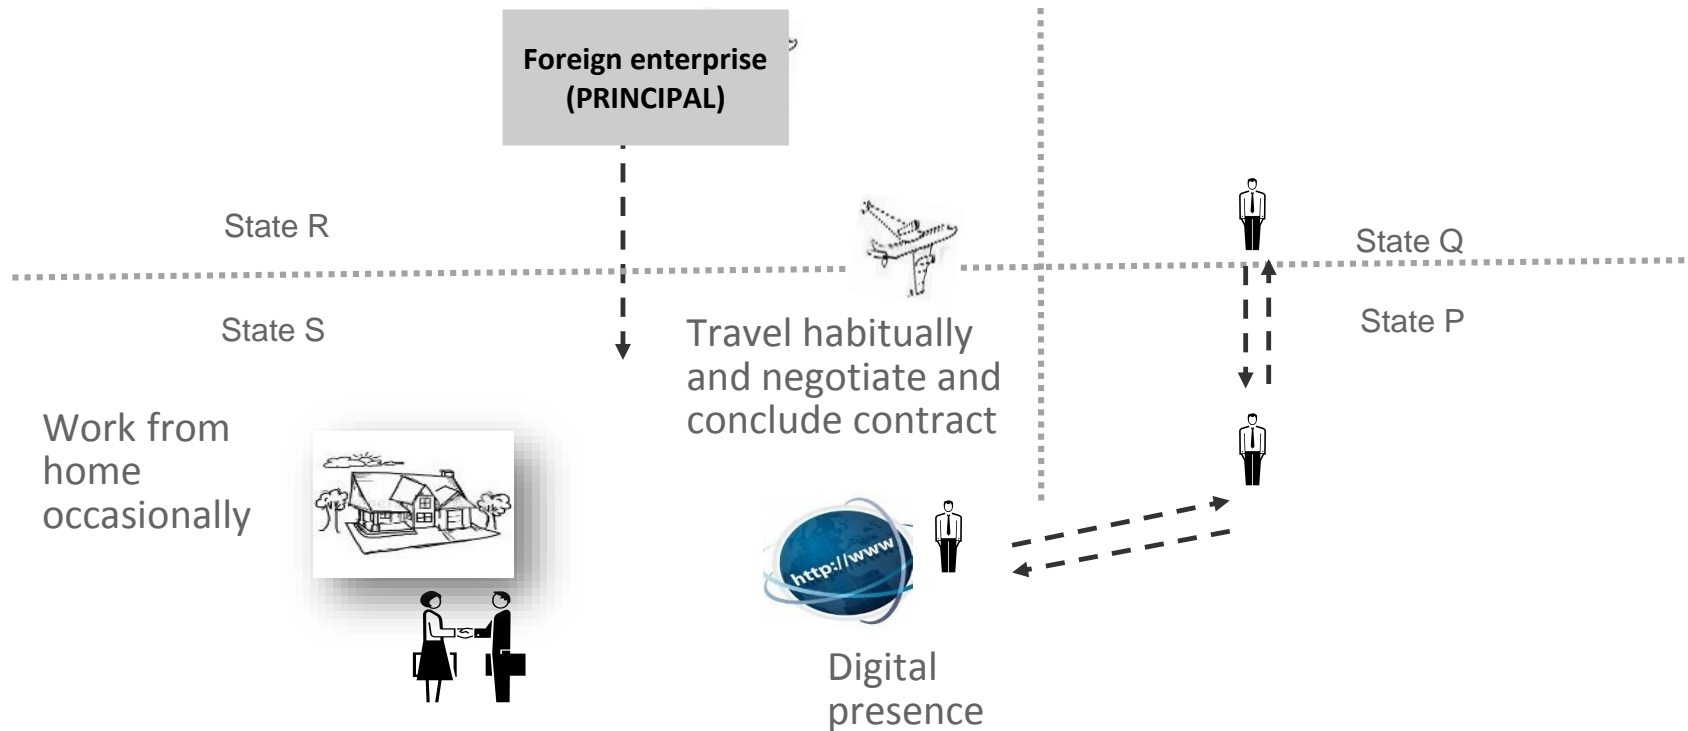 Foreign enterprise
(PRINCIPAL)
State R
State Q
State S
State P
Travel habitually
and negotiate and
conclude contract
Work from
home
occasionally
http://www
Digital
presence